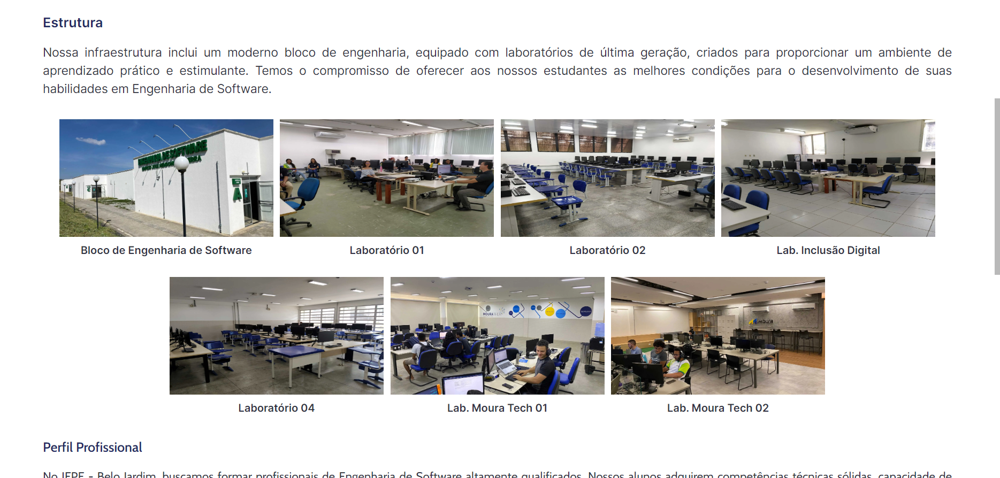 Estrutura
Nossa infraestrutura inclui um moderno bloco de engenharia, equipado com laboratórios de última geração, criados para proporcionar um ambiente de
aprendizado prático e estimulante. Temos o compromisso de oferecer aos nossos estudantes as melhores condições para o desenvolvimento de suas
habilidades em Engenharia de Software.
ENGENHARIA DE SOFTWARE
A
Bloco de Engenharia de Software
Laboratório 01
Laboratório 02
Lab. Inclusão Digital
MOURATECH
moura
Laboratório 04
Lab. Moura Tech 01
Lab. Moura Tech 02
Perfil Profissional
No IFPE - Belo Jardim, buscamos formar profissionais de Engenharia de Software altamente qualificados. Nossos alunos adquirem competências técnicas sólidas, capacidade de